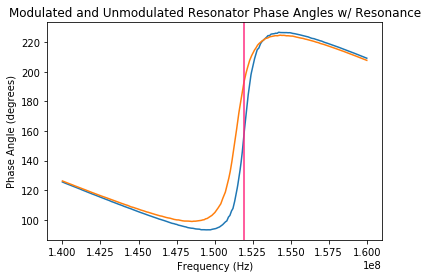 Modulated and Unmodulated Resonator Phase Angles w/ Resonance
220
200
180
160
140
120
100
Phase Angle (degrees)
1.400 1.425 1.450 1.475 1.500 1.525 1.550 1.575 1.600
1e8
Frequency (Hz)